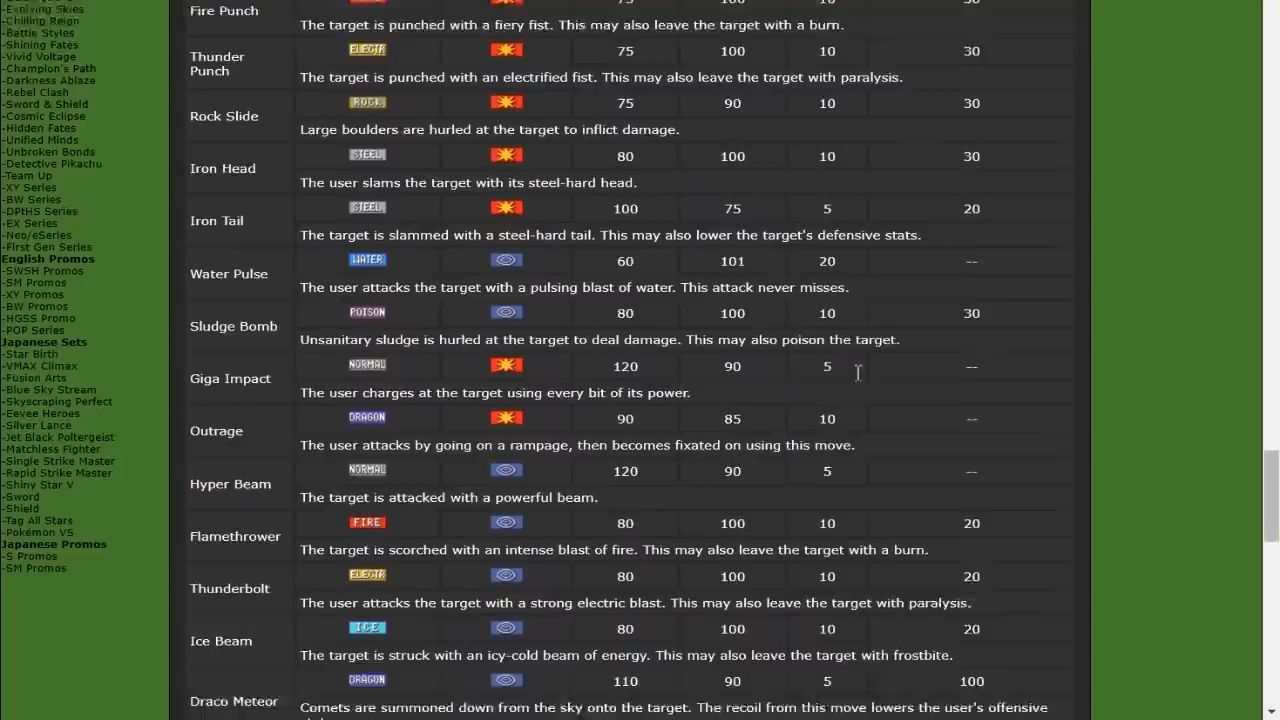 -Evolving Skies
-Chilling Reign
-Battle Styles
-Shining Fates
-Vivid Voltage
-Champion's Path
-Darkness Ablaze
-Rebel Clash
-Sword & Shield
-Cosmic Eclipse
-Hidden Fates
-Unified Minds
-Unbroken Bonds
-Detective Pikachu
-Team Up
-XY Series
-BW Series
-DPtHS Series
-EX Series
-Neo/eSeries
-First Gen Series
English Promos
-SWSH Promos
-SM Promos
-XY Promos
-BW Promos
-HGSS Promo
-POP Series
Japanese Sets
-Star Birth
-VMAX Climax
-Fusion Arts
-Blue Sky Stream
-Skyscraping Perfect
-Eevee Heroes
-Silver Lance
-Jet Black Poltergeist
-Matchless Fighter
-Single Strike Master
-Rapid Strike Master
-Shiny Star V
-Sword
-Shield
-Tag All Stars
-Pokémon VS
Japanese Promos
-S Promos
-SM Promos
Fire Punch 75 100 10 30
The target is punched with a fiery fist. This may also leave the target with a burn.
Thunder Punch ELECTR 75 100 10 30
The target is punched with an electrified fist. This may also leave the target with paralysis.
Rock Slide ROCK 75 90 10 30
Large boulders are hurled at the target to inflict damage.
Iron Head STEEL 80 100 10 30
The user slams the target with its steel-hard head.
Iron Tail STEEL 100 75 5 20
The target is slammed with a steel-hard tail. This may also lower the target's defensive stats.
Water Pulse WATER 60 101 20 --
The user attacks the target with a pulsing blast of water. This attack never misses.
Sludge Bomb POISON 80 100 10 30
Unsanitary sludge is hurled at the target to deal damage. This may also poison the target.
Giga Impact NORMAL 120 90 5 --
The user charges at the target using every bit of its power.
Outrage DRAGON 90 85 10 --
The user attacks by going on a rampage, then becomes fixated on using this move.
Hyper Beam NORMAL 120 90 5 --
The target is attacked with a powerful beam.
Flamethrower FIRE 80 100 10 20
The target is scorched with an intense blast of fire. This may also leave the target with a burn.
Thunderbolt ELECTR 80 100 10 20
The user attacks the target with a strong electric blast. This may also leave the target with paralysis.
Ice Beam ICE 80 100 10 20
The target is struck with an icy-cold beam of energy. This may also leave the target with frostbite.
Draco Meteor DRAGON 110 90 5 100
Comets are summoned down from the sky onto the target. The recoil from this move lowers the user's offensive